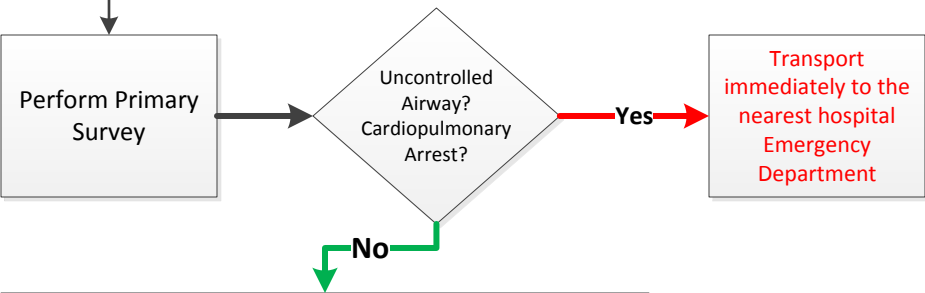 Perform Primary
Survey
Uncontrolled
Airway?
Cardiopulmonary
Arrest?
Yes
Transport
immediately to the
nearest hospital
Emergency
Department
No